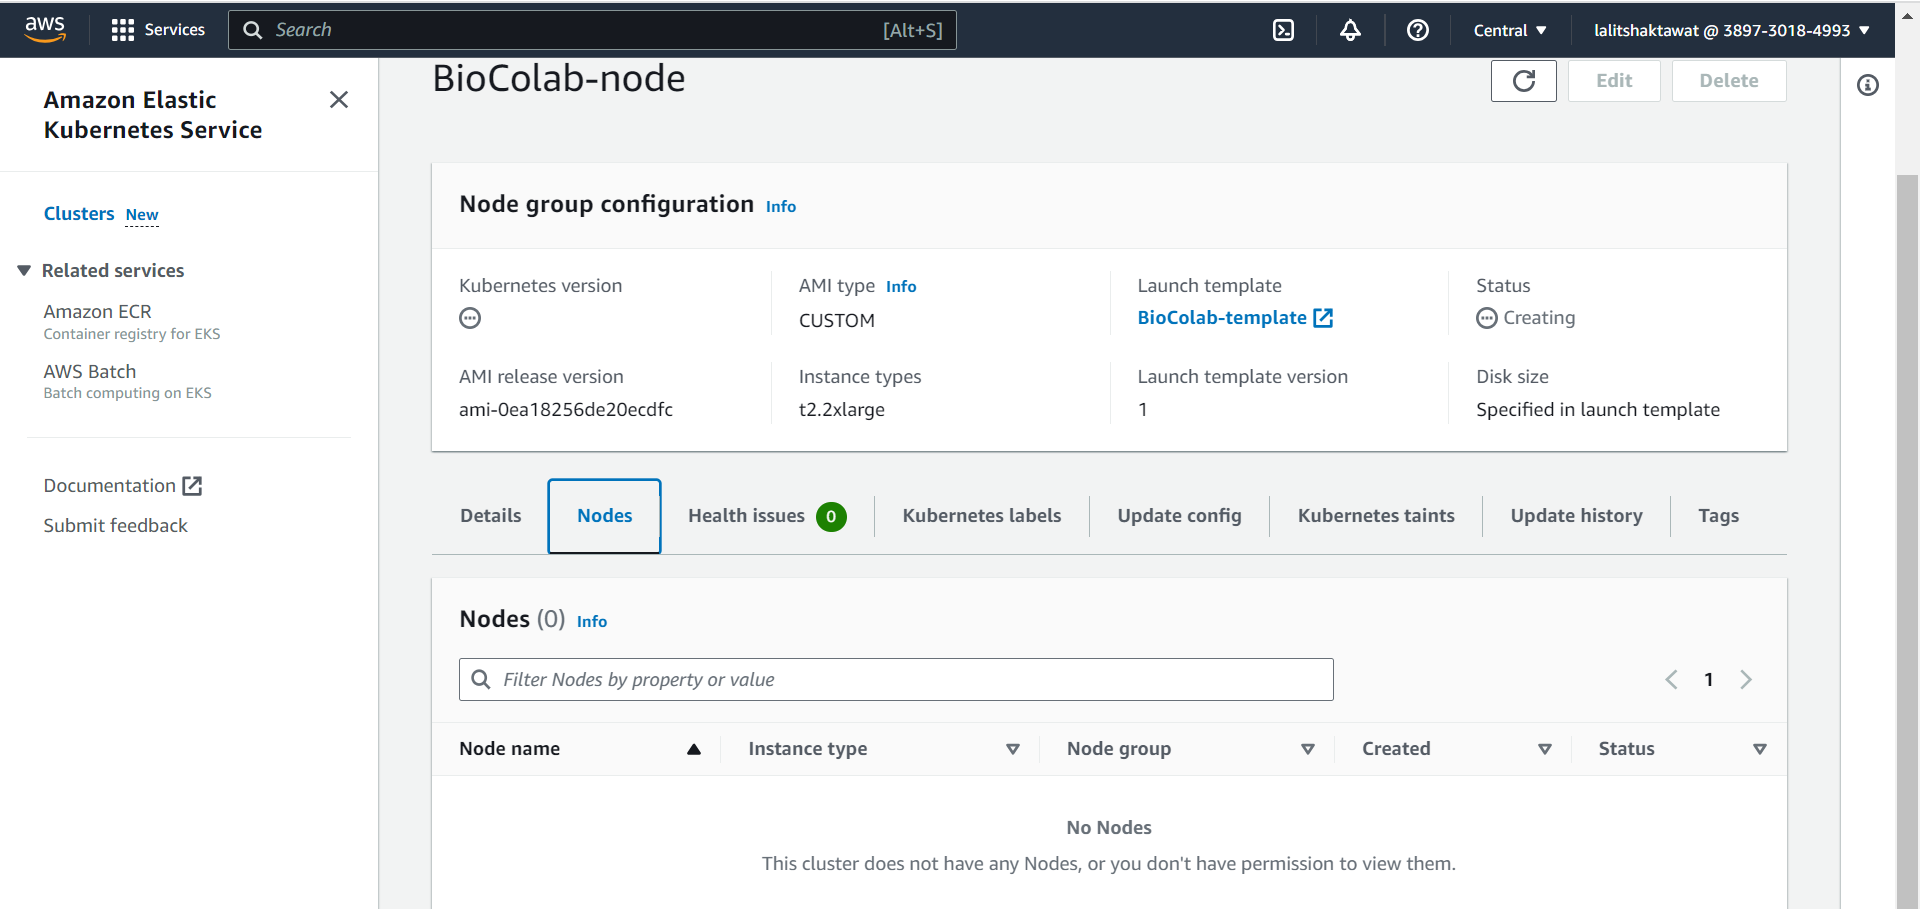 aws
Services
Search
[Alt+S]
Central
lalitshaktawat @ 3897-3018-4993
Amazon Elastic
Kubernetes Service
Clusters New
Related services
Amazon ECR
Container registry for EKS
AWS Batch
Batch computing on EKS
Documentation
Submit feedback
BioColab-node
Edit
Delete
Node group configuration Info
Kubernetes version
AMI type Info
CUSTOM
Launch template
BioColab-template
Status
Creating
AMI release version
ami-0ea18256de20ecdfc
Instance types
t2.2xlarge
Launch template version
1
Disk size
Specified in launch template
Details
Nodes
Health issues 0
Kubernetes labels
Update config
Kubernetes taints
Update history
Tags
Nodes (0) Info
Filter Nodes by property or value
1
Node name
Instance type
Node group
Created
Status
No Nodes
This cluster does not have any Nodes, or you don't have permission to view them.